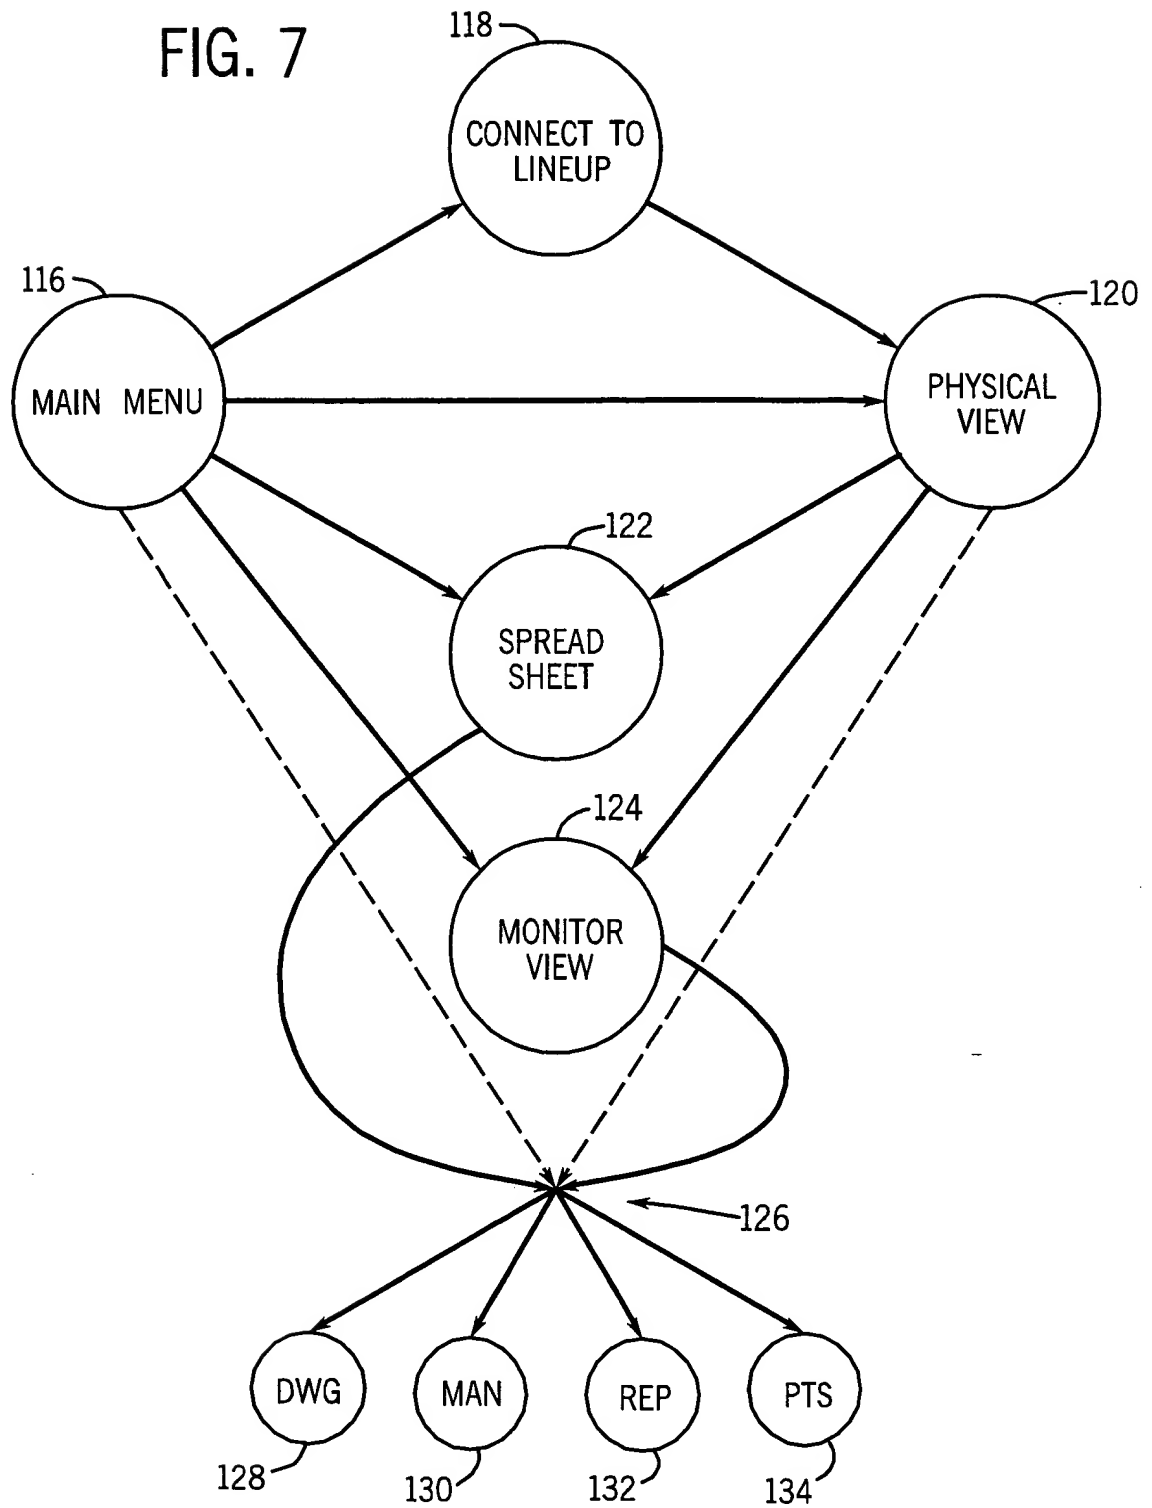 FIG. 7
118
CONNECT TO
LINEUP
116
MAIN MENU
120
PHYSICAL
VIEW
122
SPREAD
SHEET
124
MONITOR
VIEW
126
DWG
MAN
REP
PTS
128
130
132
134